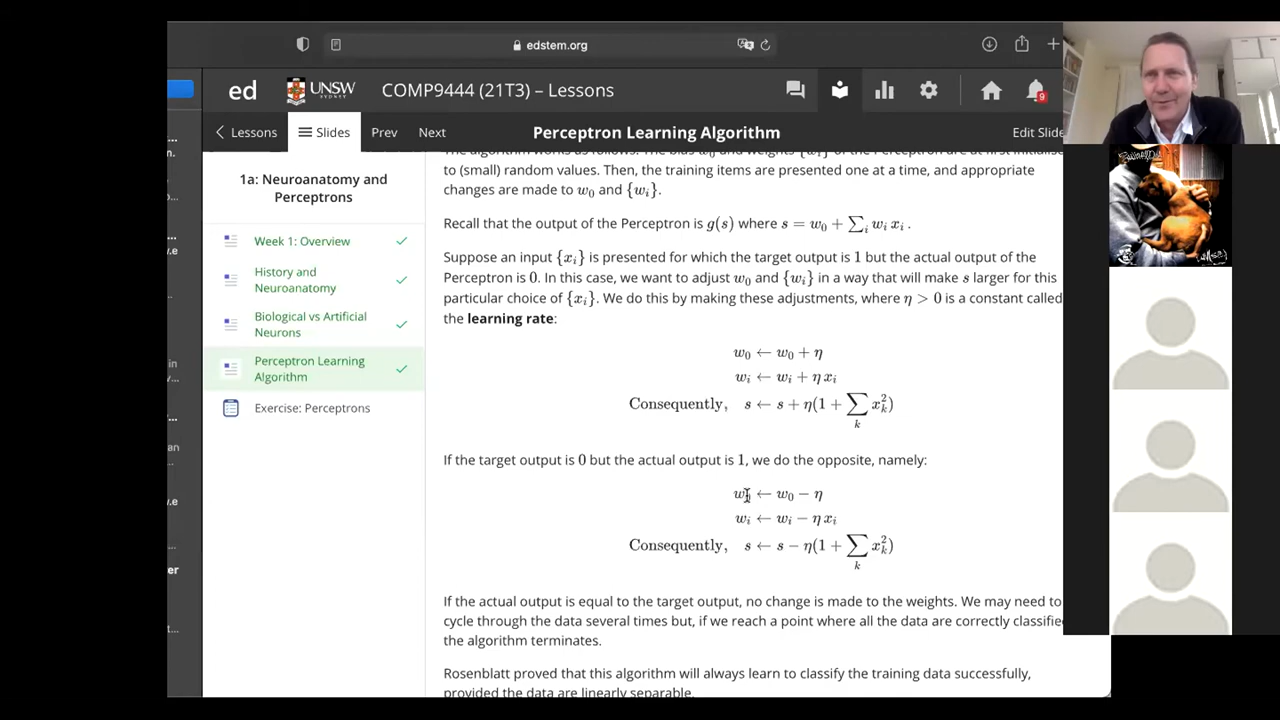 edstem.org
ed UNSW SYDNEY COMP9444 (21T3) – Lessons
9
Lessons Slides Prev Next Perceptron Learning Algorithm Edit Slide
1a: Neuroanatomy and
Perceptrons
Week 1: Overview
History and
Neuroanatomy
Biological vs Artificial
Neurons
Perceptron Learning
Algorithm
Exercise: Perceptrons
to (small) random values. Then, the training items are presented one at a time, and appropriate
changes are made to w₀ and {wᵢ}.
Recall that the output of the Perceptron is g(s) where s = w₀ + ∑ᵢ wᵢ xᵢ .
Suppose an input {xᵢ} is presented for which the target output is 1 but the actual output of the
Perceptron is 0. In this case, we want to adjust w₀ and {wᵢ} in a way that will make s larger for this
particular choice of {xᵢ}. We do this by making these adjustments, where η > 0 is a constant called
the learning rate:
w₀ ← w₀ + η
wᵢ ← wᵢ + η xᵢ
Consequently, s ← s + η(1 + ∑ₖ xₖ²)
If the target output is 0 but the actual output is 1, we do the opposite, namely:
w₀ ← w₀ − η
wᵢ ← wᵢ − η xᵢ
Consequently, s ← s − η(1 + ∑ₖ xₖ²)
If the actual output is equal to the target output, no change is made to the weights. We may need to
cycle through the data several times but, if we reach a point where all the data are correctly classifie
the algorithm terminates.
Rosenblatt proved that this algorithm will always learn to classify the training data successfully,
provided the data are linearly separable.